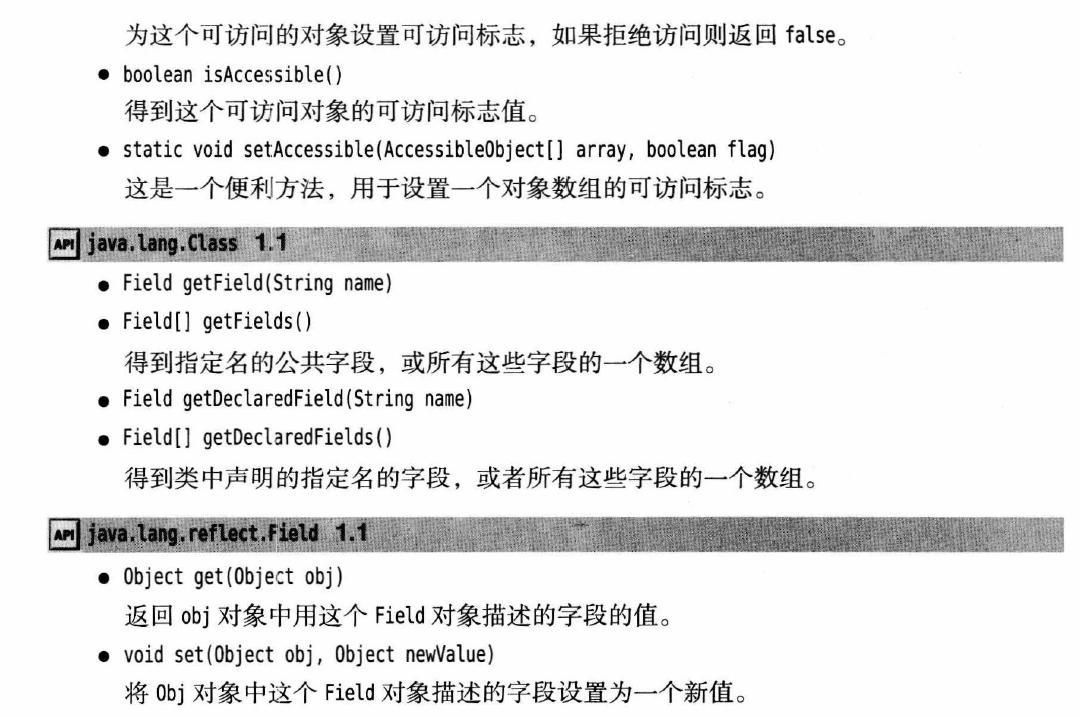 为这个可访问的对象设置可访问标志，如果拒绝访问则返回 false。
● boolean isAccessible()
得到这个可访问对象的可访问标志值。
● static void setAccessible(AccessibleObject[] array, boolean flag)
这是一个便利方法，用于设置一个对象数组的可访问标志。
API java.lang.Class 1.1
● Field getField(String name)
● Field[] getFields()
得到指定名的公共字段，或所有这些字段的一个数组。
● Field getDeclaredField(String name)
● Field[] getDeclaredFields()
得到类中声明的指定名的字段，或者所有这些字段的一个数组。
API java.lang.reflect.Field 1.1
● Object get(Object obj)
返回 obj 对象中用这个 Field 对象描述的字段的值。
● void set(Object obj, Object newValue)
将 Obj 对象中这个 Field 对象描述的字段设置为一个新值。